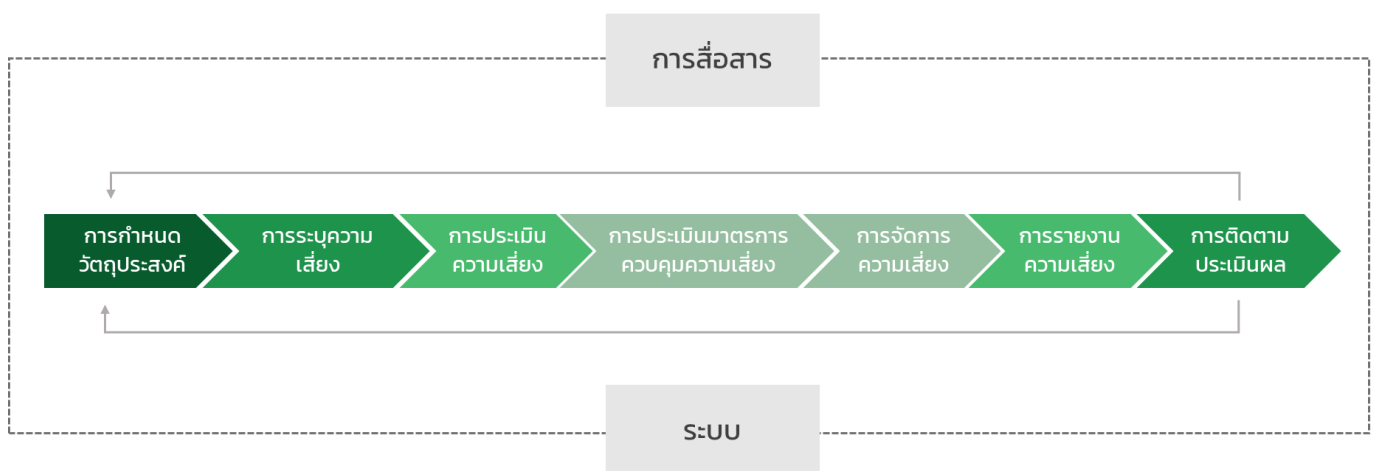 การสื่อสาร
การกำหนด
วัตถุประสงค์
การระบุความ
เสี่ยง
การประเมิน
ความเสี่ยง
การประเมินมาตรการ
ควบคุมความเสี่ยง
การจัดการ
ความเสี่ยง
การรายงาน
ความเสี่ยง
การติดตาม
ประเมินผล
ระบบ